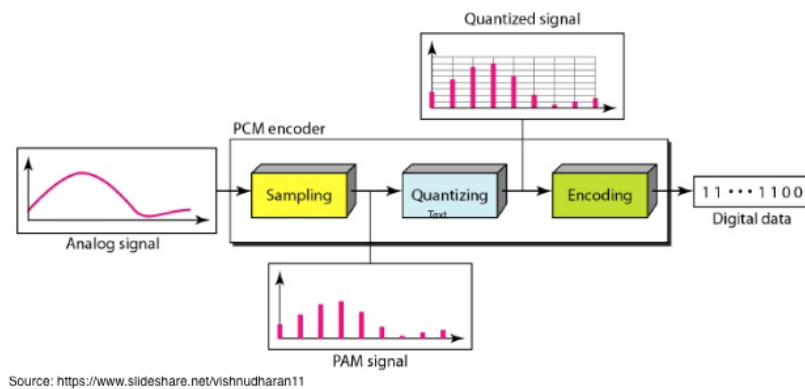 Quantized signal
PCM encoder
Sampling
Quantizing
Text
Encoding
11•••1100
Digital data
Analog signal
PAM signal
Source: https://www.slideshare.net/vishnudharan11